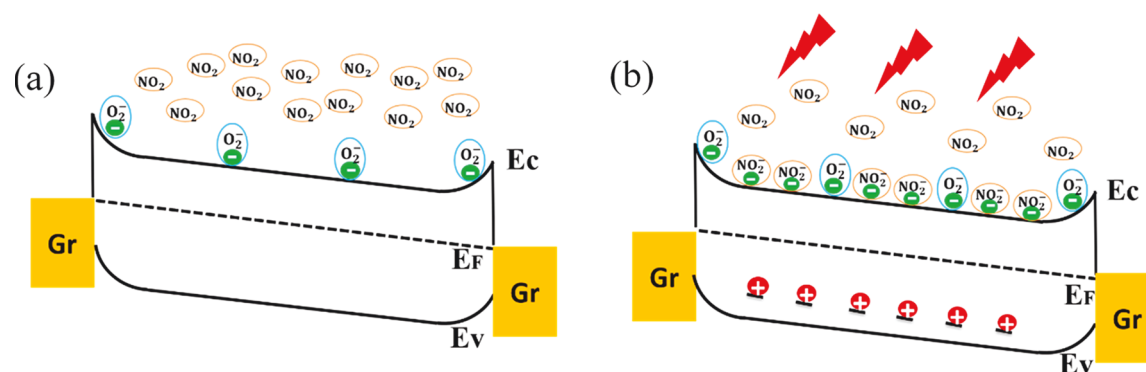 (a)
NO₂ NO₂ NO₂ NO₂ NO₂ NO₂ NO₂
NO₂ NO₂ NO₂ NO₂ NO₂ NO₂
O₂⁻ O₂⁻ O₂⁻ O₂⁻
Ec
Gr
EF
Gr
Ev
(b)
NO₂ NO₂ NO₂
NO₂ NO₂ NO₂ NO₂
O₂⁻ NO₂⁻ NO₂⁻ O₂⁻ NO₂⁻ NO₂⁻ O₂⁻ NO₂⁻ NO₂⁻ O₂⁻
Ec
Gr
EF
Gr
Ev